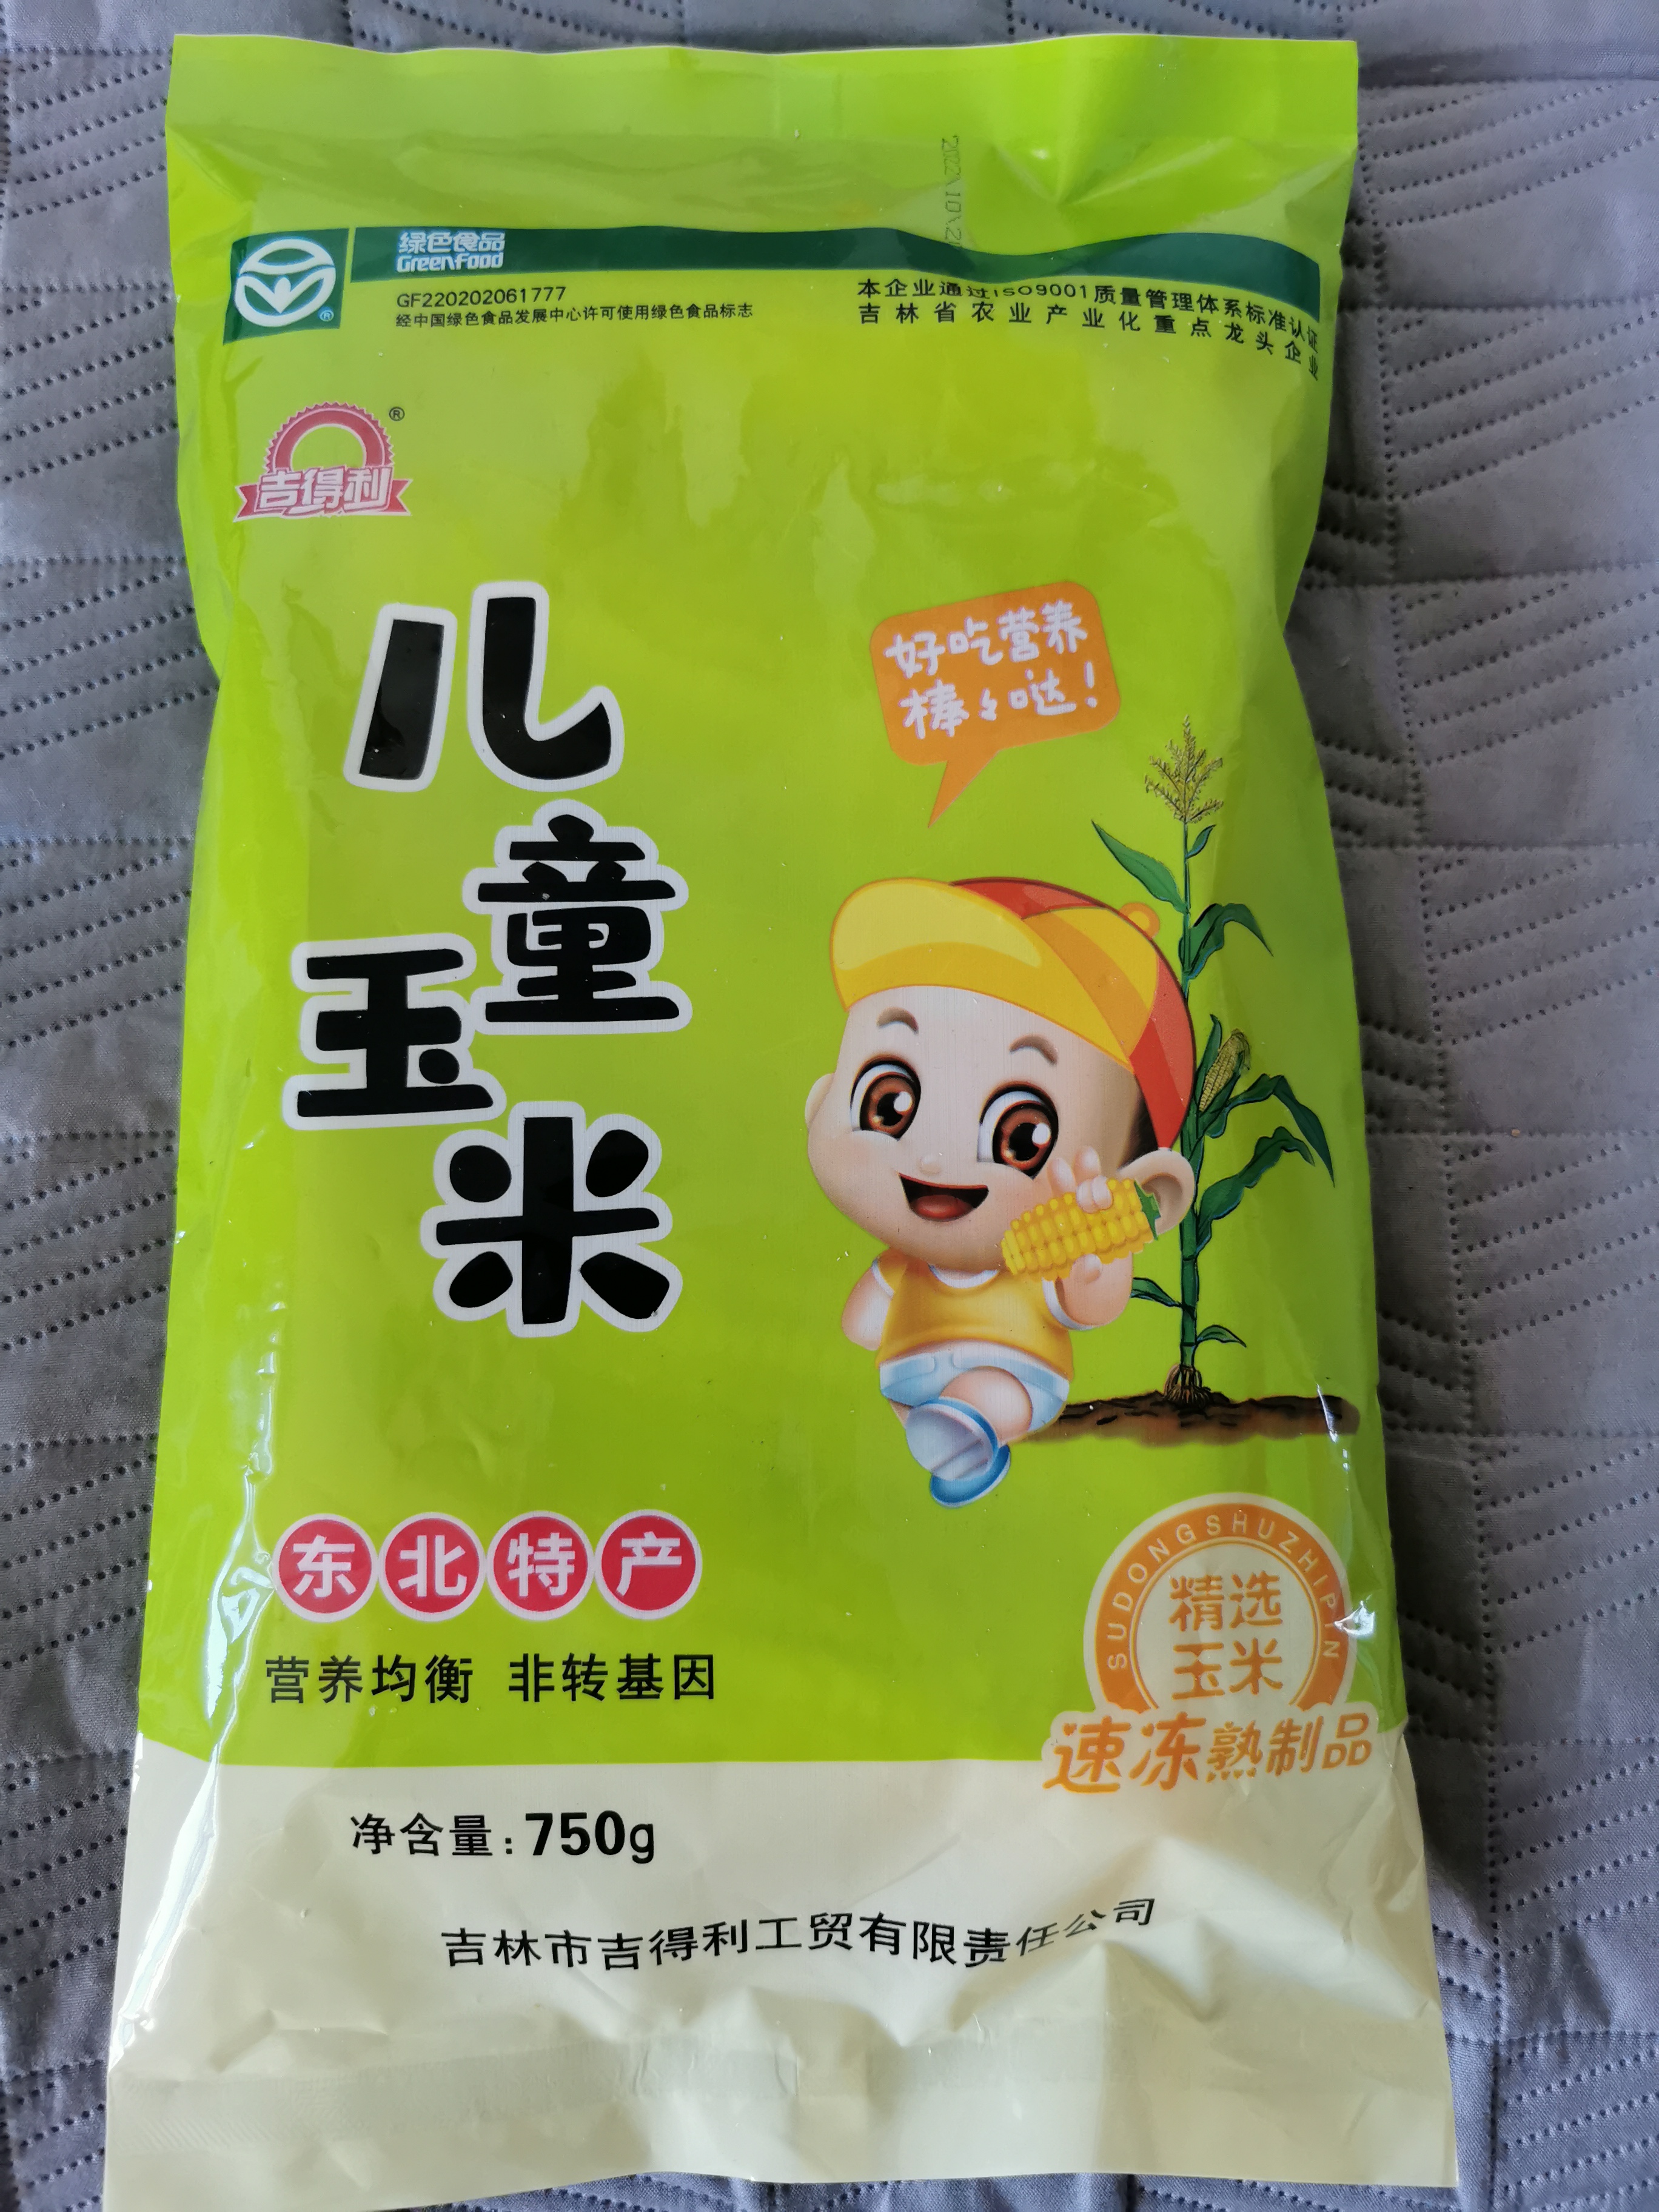 2022\10\2
绿色食品
Greenfood
GF220202061777
经中国绿色食品发展中心许可使用绿色食品标志
本企业通过ISO9001质量管理体系标准认证
吉林省农业产业化重点龙头企业
吉得利®
儿童
玉米
好吃营养
棒々哒!
东北特产
营养均衡 非转基因
SUDONGSHUZHIPIN
精选
玉米
速冻熟制品
净含量:750g
吉林市吉得利工贸有限责任公司